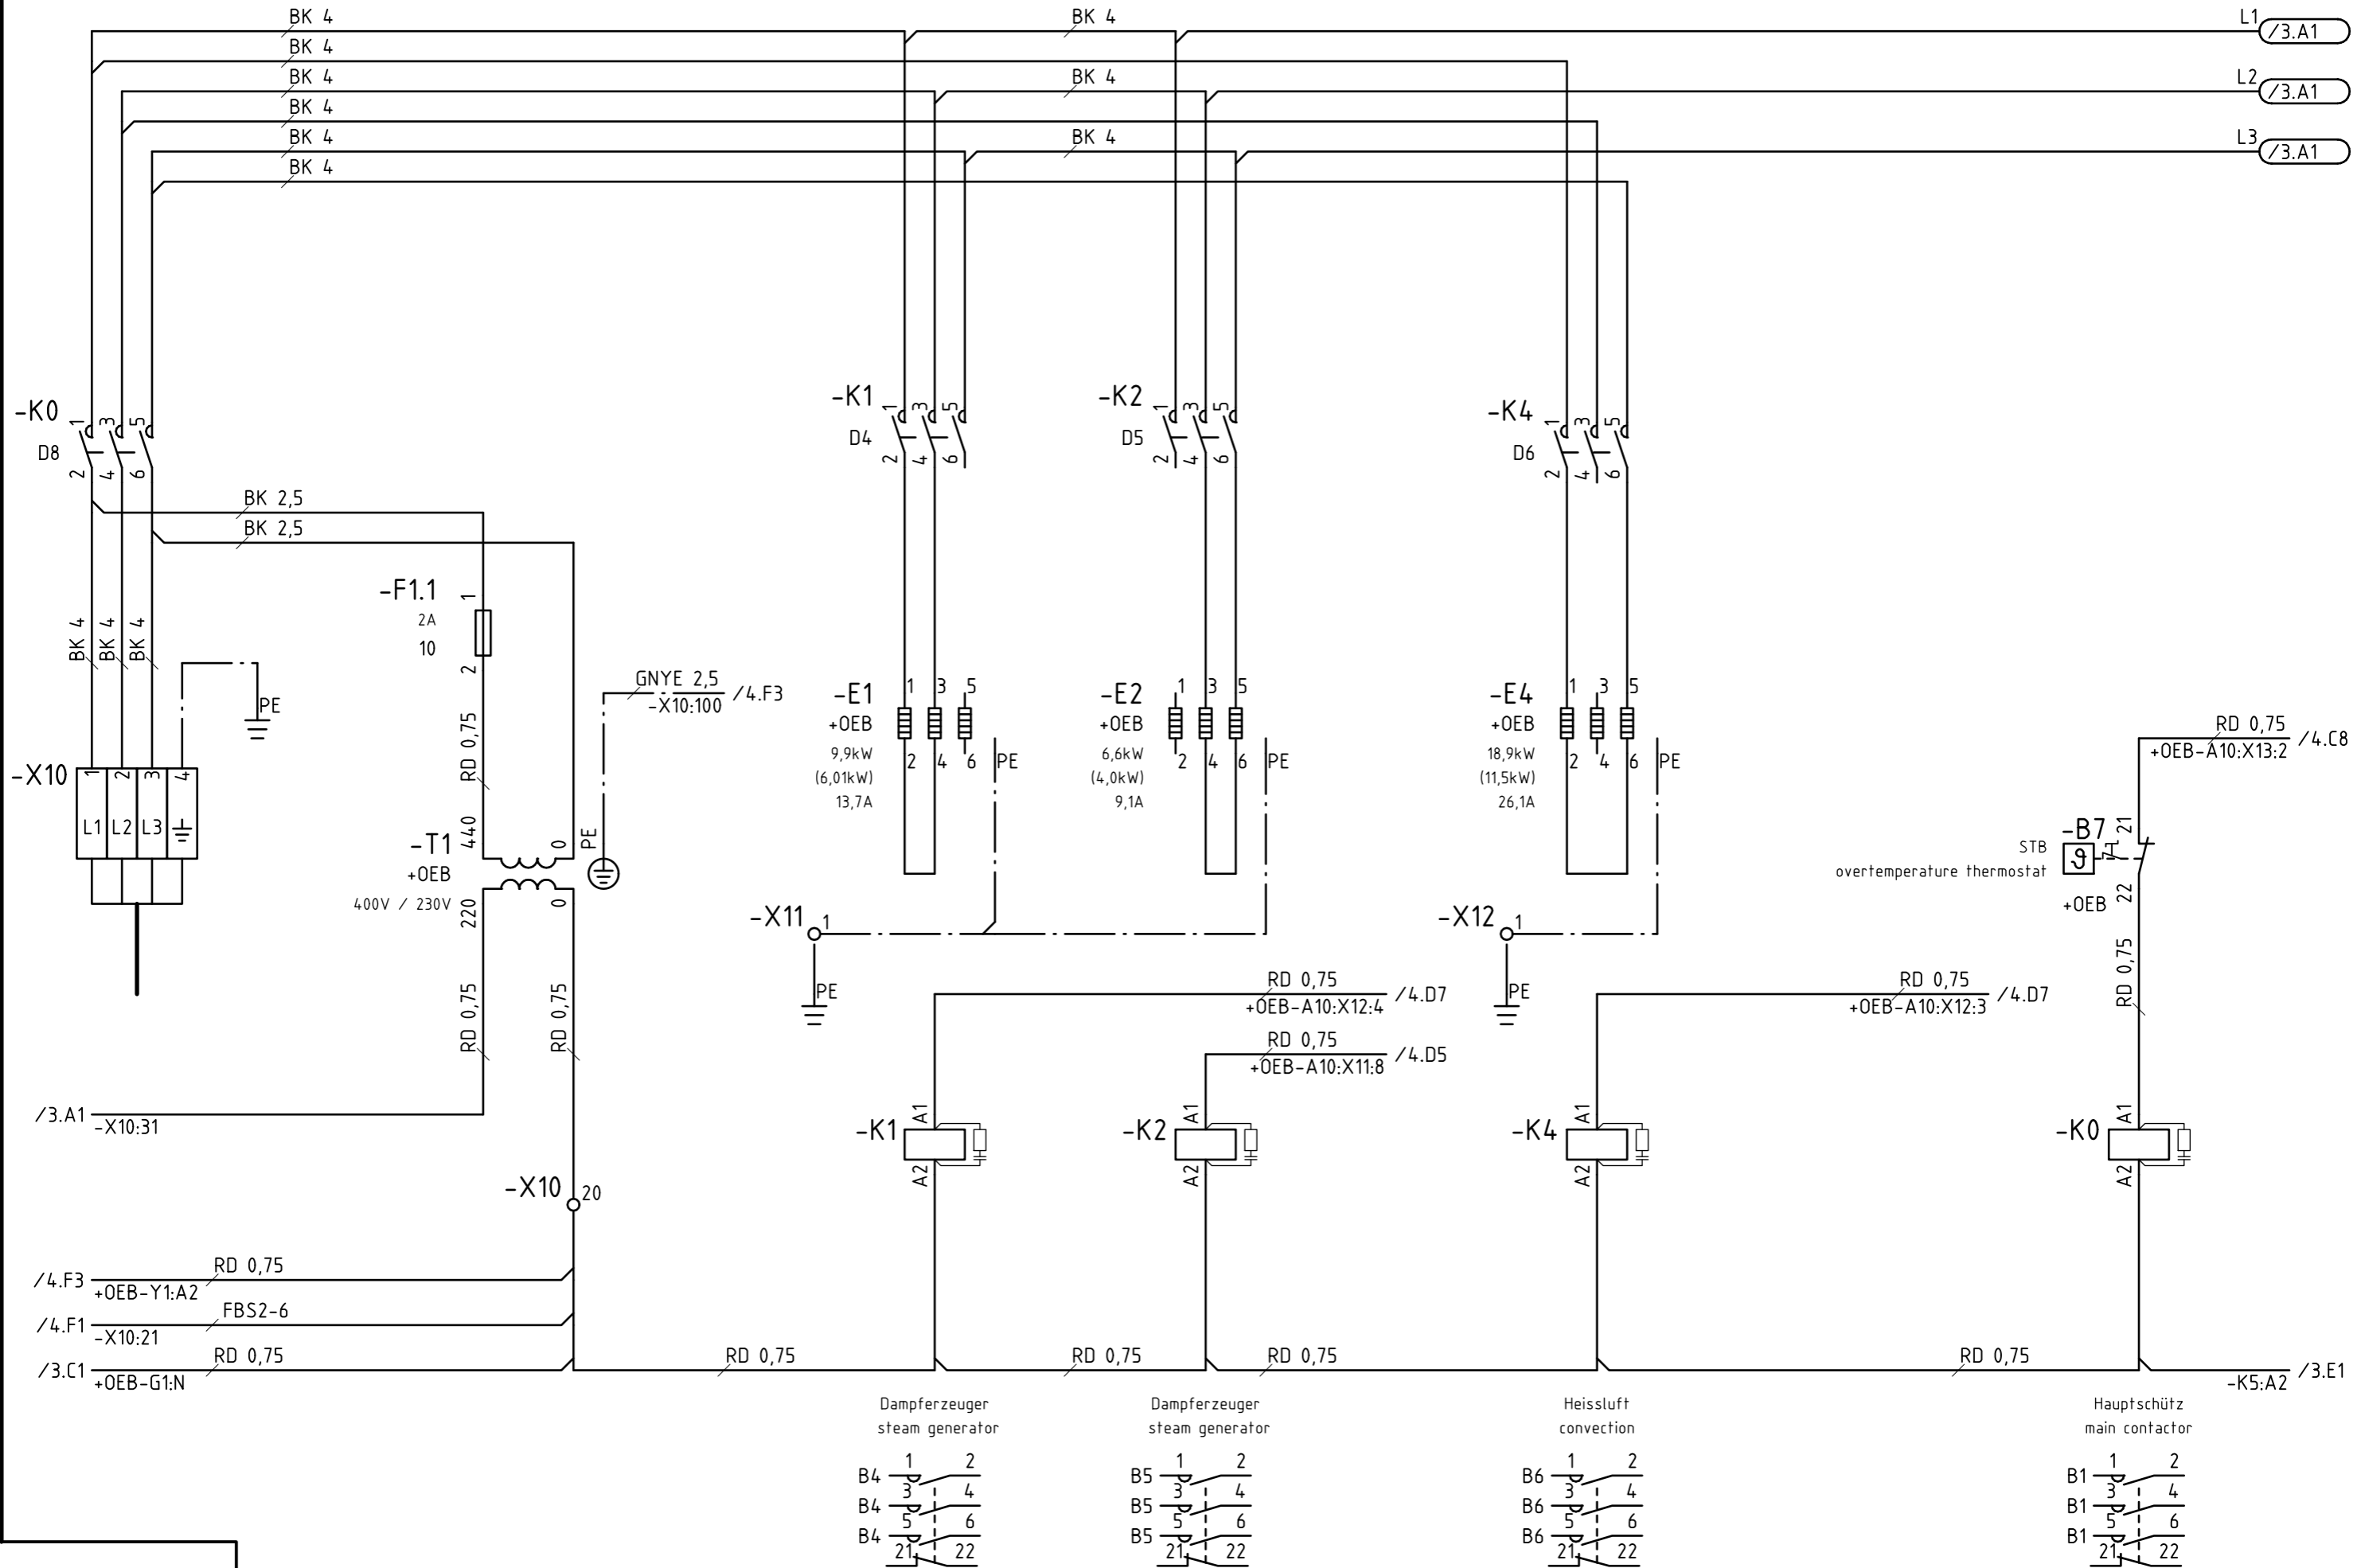 BK 4
BK 4
L1
/3.A1
BK 4
BK 4
BK 4
L2
/3.A1
BK 4
BK 4
BK 4
L3
/3.A1
BK 4
-K0
D8
1
3
5
2
4
6
-K1
D4
1
3
5
2
4
6
-K2
D5
1
3
5
2
4
6
-K4
D6
1
3
5
2
4
6
BK 2,5
BK 2,5
-F1.1
2A
10
1
2
BK 4
BK 4
BK 4
PE
GNYE 2,5
-X10:100
/4.F3
RD 0,75
-X10
1
2
3
4
L1
L2
L3
-T1
+OEB
400V / 230V
440
0
220
0
PE
-E1
+OEB
9,9kW
(6,01kW)
13,7A
1
3
5
2
4
6
PE
-E2
+OEB
6,6kW
(4,0kW)
9,1A
1
3
5
2
4
6
PE
-E4
+OEB
18,9kW
(11,5kW)
26,1A
1
3
5
2
4
6
PE
RD 0,75
+OEB-A10:X13:2
/4.C8
-B7
21
STB
overtemperature thermostat
ϑ
+OEB
22
-X11
1
PE
-X12
1
PE
RD 0,75
RD 0,75
RD 0,75
RD 0,75
+OEB-A10:X12:4
/4.D7
RD 0,75
+OEB-A10:X12:3
/4.D7
RD 0,75
+OEB-A10:X11:8
/4.D5
/3.A1
-X10:31
-K1
A1
A2
-K2
A1
A2
-K4
A1
A2
-K0
A1
A2
-X10
20
/4.F3
RD 0,75
+OEB-Y1:A2
/4.F1
FBS2-6
-X10:21
/3.C1
RD 0,75
+OEB-G1:N
RD 0,75
RD 0,75
RD 0,75
RD 0,75
-K5:A2
/3.E1
Dampferzeuger
steam generator
Dampferzeuger
steam generator
Heissluft
convection
Hauptschütz
main contactor
B4 1 2
B4 3 4
B4 5 6
21 22
B5 1 2
B5 3 4
B5 5 6
21 22
B6 1 2
B6 3 4
B6 5 6
21 22
B1 1 2
B1 3 4
B1 5 6
21 22